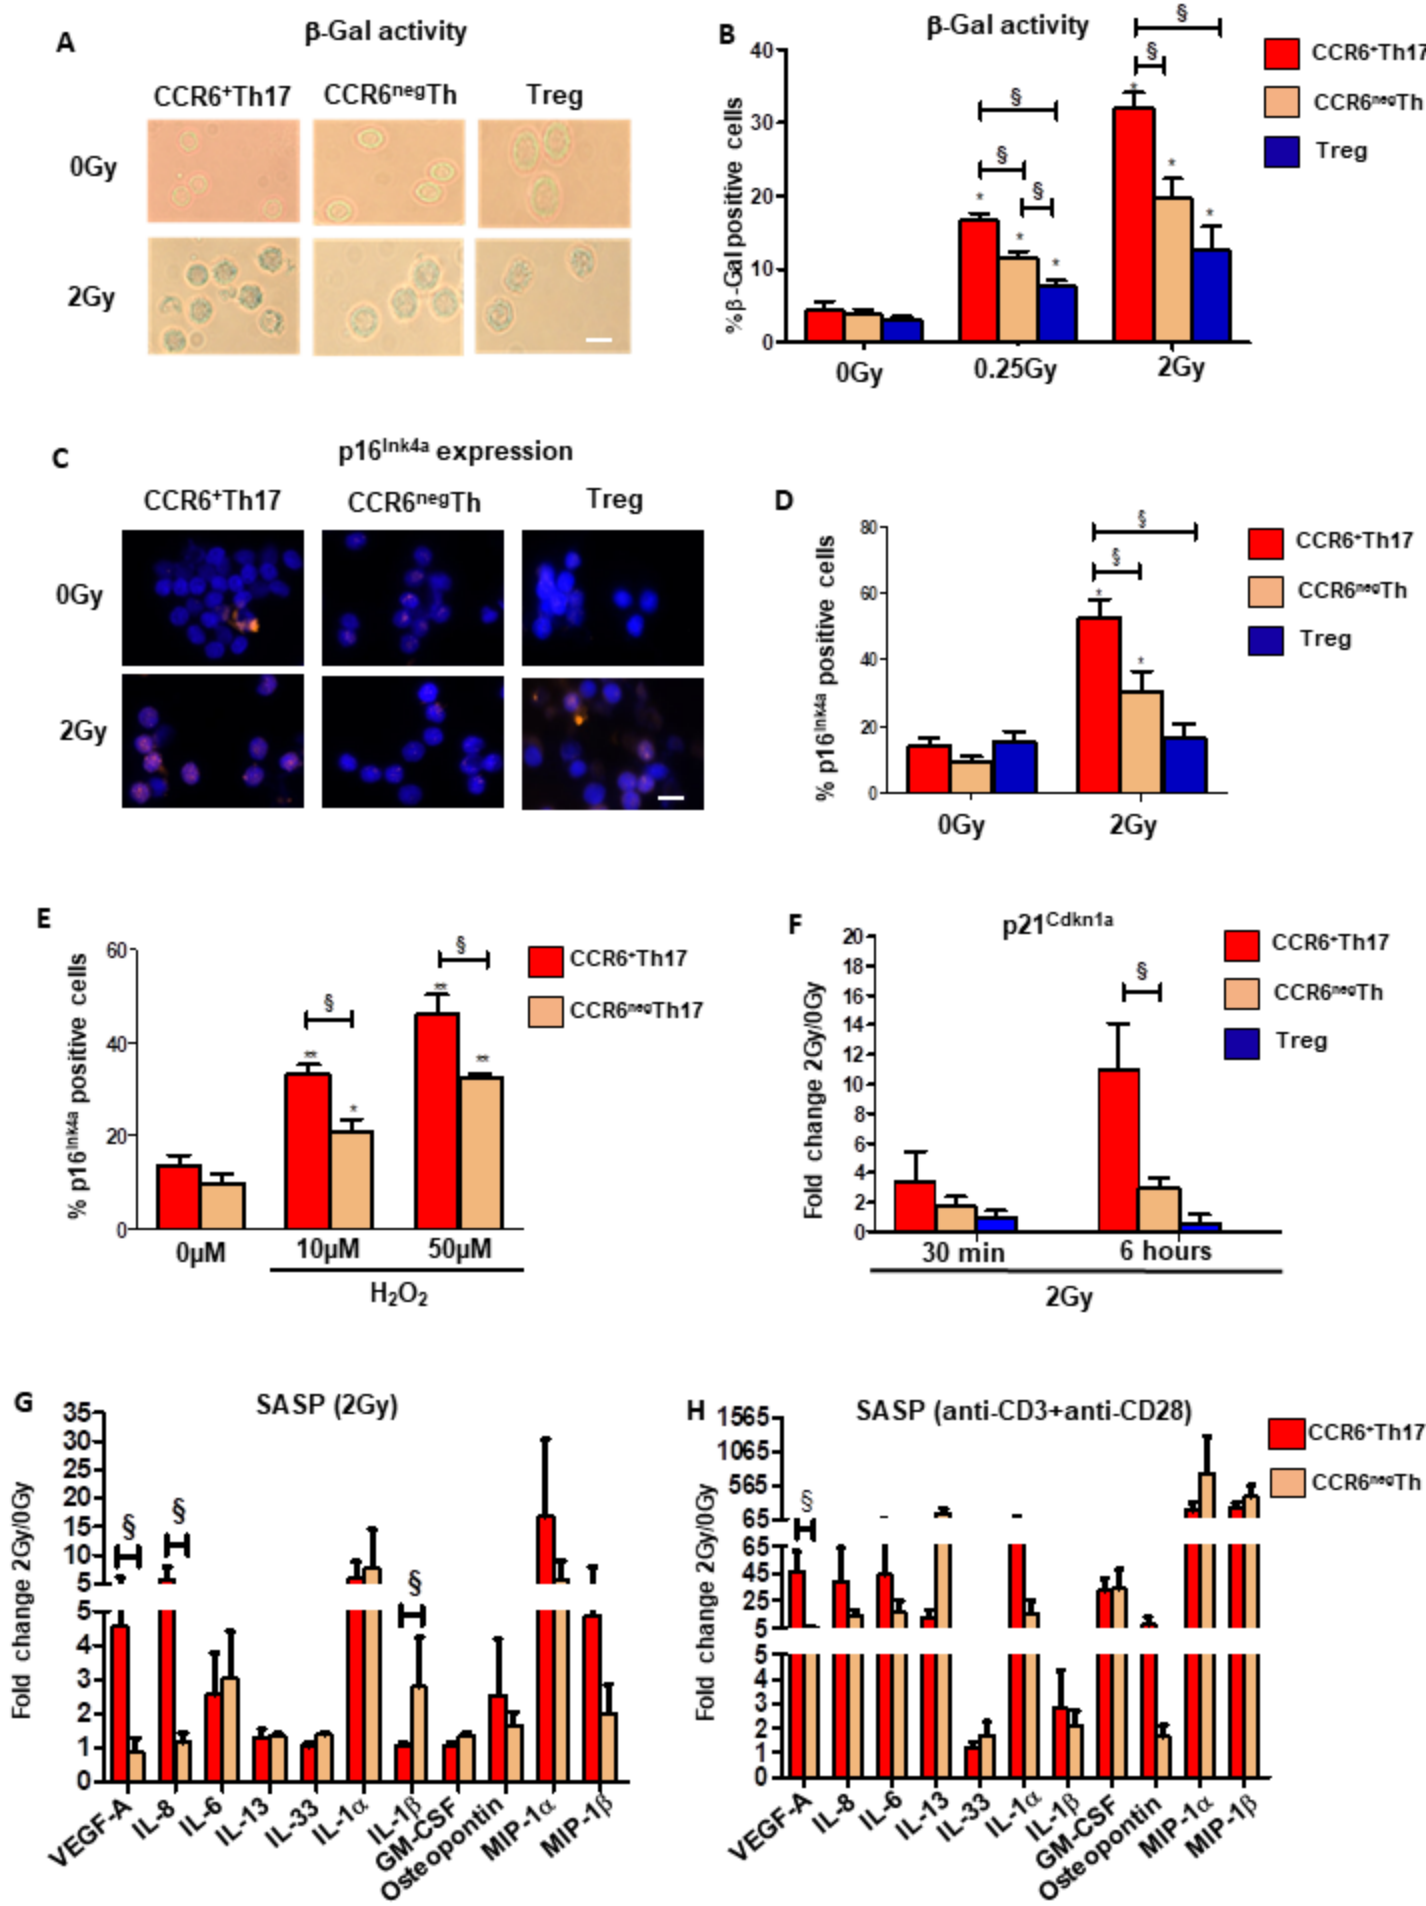 A
β-Gal activity
CCR6⁺Th17
CCR6ⁿᵉᵍTh
Treg
0Gy
2Gy
B
β-Gal activity
§
§
§
§
§
*
*
*
*
*
*
40
30
20
10
0
%β-Gal positive cells
0Gy
0.25Gy
2Gy
CCR6⁺Th17
CCR6ⁿᵉᵍTh
Treg
C
p16ᴵⁿᵏ⁴ᵃ expression
CCR6⁺Th17
CCR6ⁿᵉᵍTh
Treg
0Gy
2Gy
D
80
60
40
20
0
% p16ᴵⁿᵏ⁴ᵃ positive cells
§
§
*
*
0Gy
2Gy
CCR6⁺Th17
CCR6ⁿᵉᵍTh
Treg
E
60
40
20
0
% p16ᴵⁿᵏ⁴ᵃ positive cells
§
§
**
*
**
**
0µM
10µM
50µM
H₂O₂
CCR6⁺Th17
CCR6ⁿᵉᵍTh17
F
p21ᶜᵈᵏⁿ¹ᵃ
20
18
16
14
12
10
8
6
4
2
0
Fold change 2Gy/0Gy
§
30 min
6 hours
2Gy
CCR6⁺Th17
CCR6ⁿᵉᵍTh
Treg
G
SASP (2Gy)
35
30
25
20
15
10
5
5
4
3
2
1
0
Fold change 2Gy/0Gy
§
§
§
VEGF-A
IL-8
IL-6
IL-13
IL-33
IL-1α
IL-1β
GM-CSF
Osteopontin
MIP-1α
MIP-1β
H
SASP (anti-CD3+anti-CD28)
1565
1065
565
65
65
45
25
5
5
4
3
2
1
0
Fold change 2Gy/0Gy
§
VEGF-A
IL-8
IL-6
IL-13
IL-33
IL-1α
IL-1β
GM-CSF
Osteopontin
MIP-1α
MIP-1β
CCR6⁺Th17
CCR6ⁿᵉᵍTh